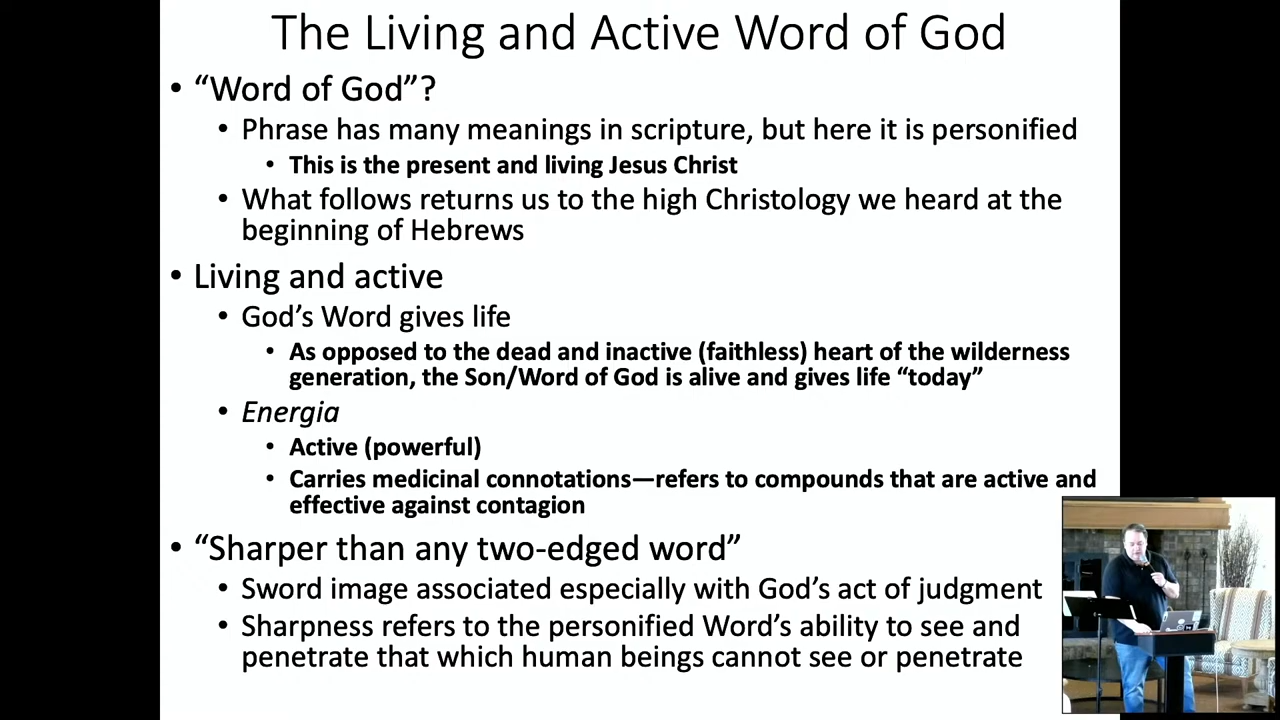 The Living and Active Word of God
• “Word of God”?
• Phrase has many meanings in scripture, but here it is personified
• This is the present and living Jesus Christ
• What follows returns us to the high Christology we heard at the
beginning of Hebrews
• Living and active
• God’s Word gives life
• As opposed to the dead and inactive (faithless) heart of the wilderness
generation, the Son/Word of God is alive and gives life “today”
• Energia
• Active (powerful)
• Carries medicinal connotations—refers to compounds that are active and
effective against contagion
• “Sharper than any two-edged word”
• Sword image associated especially with God’s act of judgment
• Sharpness refers to the personified Word’s ability to see and
penetrate that which human beings cannot see or penetrate